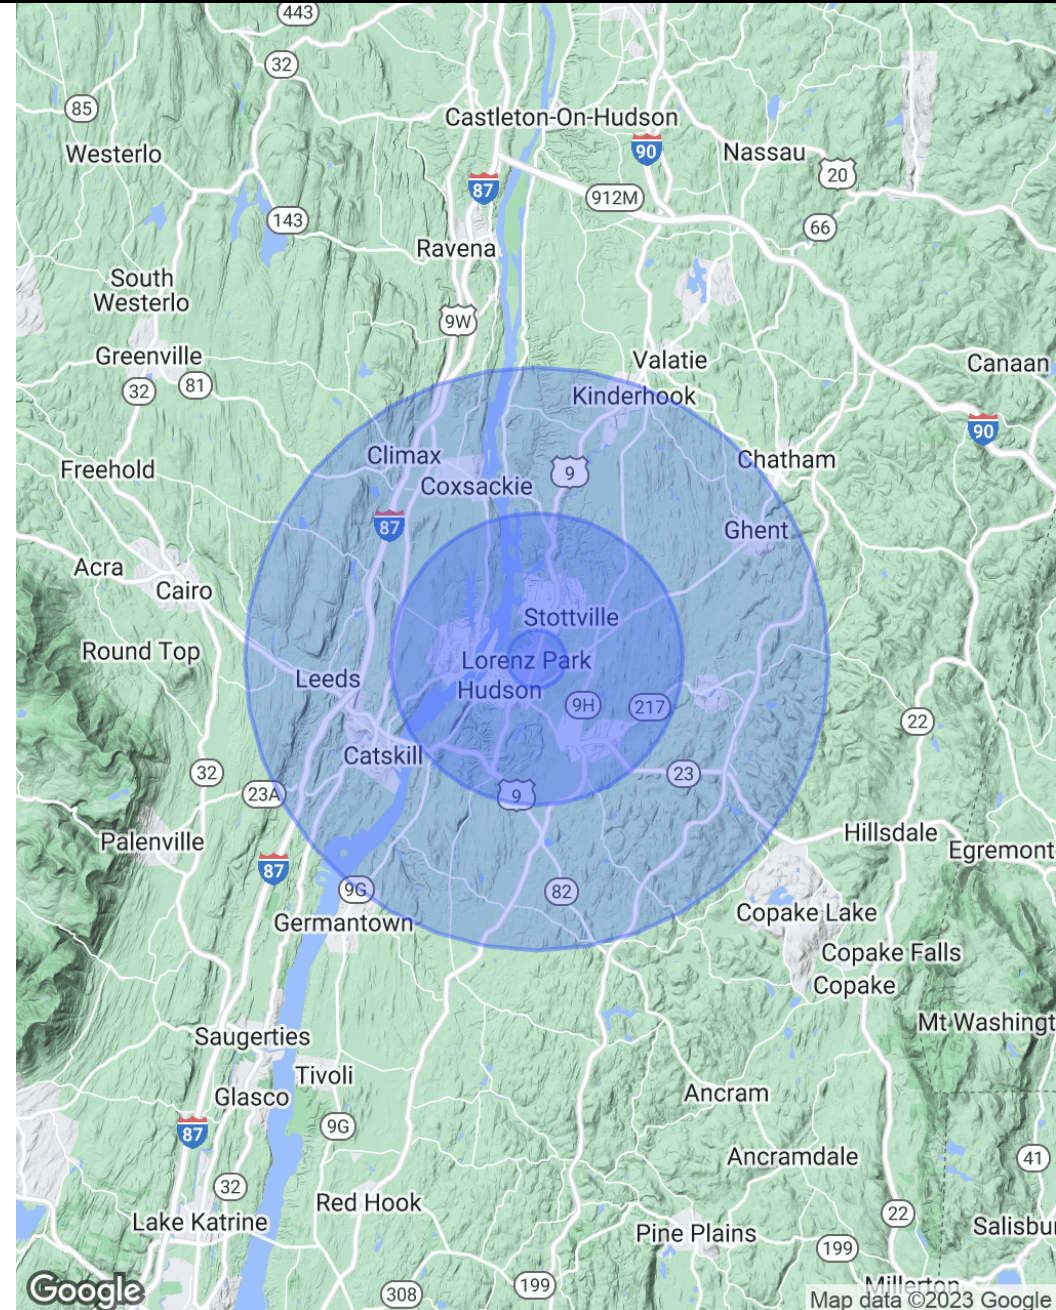 443
32
85
Castleton-On-Hudson
Westerlo
90
Nassau
20
87
912M
143
66
Ravena
South
Westerlo
9W
Greenville
Valatie
Canaan
32
81
Kinderhook
90
Climax
Chatham
Freehold
9
Coxsackie
87
Ghent
Acra
Cairo
Stottville
Round Top
Lorenz Park
Leeds
Hudson
9H
217
22
Catskill
32
23
23A
9
Hillsdale
Palenville
Egremont
87
9G
82
Germantown
Copake Lake
Copake Falls
Copake
Mt Washingt
Saugerties
Tivoli
Glasco
Ancram
9G
87
Ancramdale
41
32
Red Hook
22
Lake Katrine
Pine Plains
Salisbu
199
Millerton
Google
308
199
Map data ©2023 Google